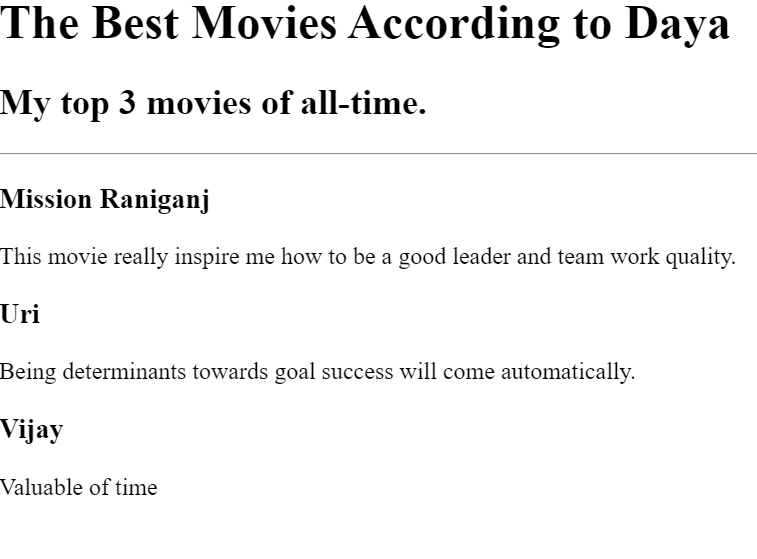 The Best Movies According to Daya
My top 3 movies of all-time.
Mission Raniganj
This movie really inspire me how to be a good leader and team work quality.
Uri
Being determinants towards goal success will come automatically.
Vijay
Valuable of time